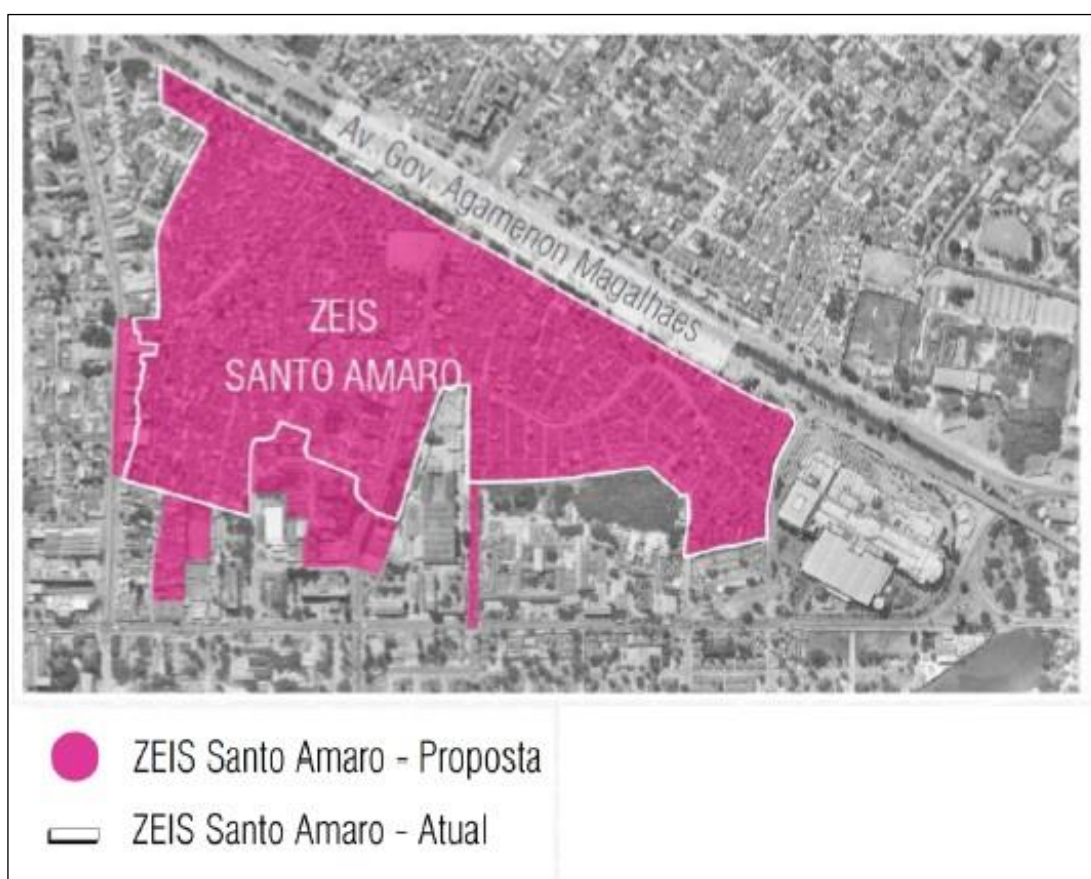 Av. Gov. Agamenon Magalhães
ZEIS
SANTO AMARO
ZEIS Santo Amaro - Proposta
ZEIS Santo Amaro - Atual